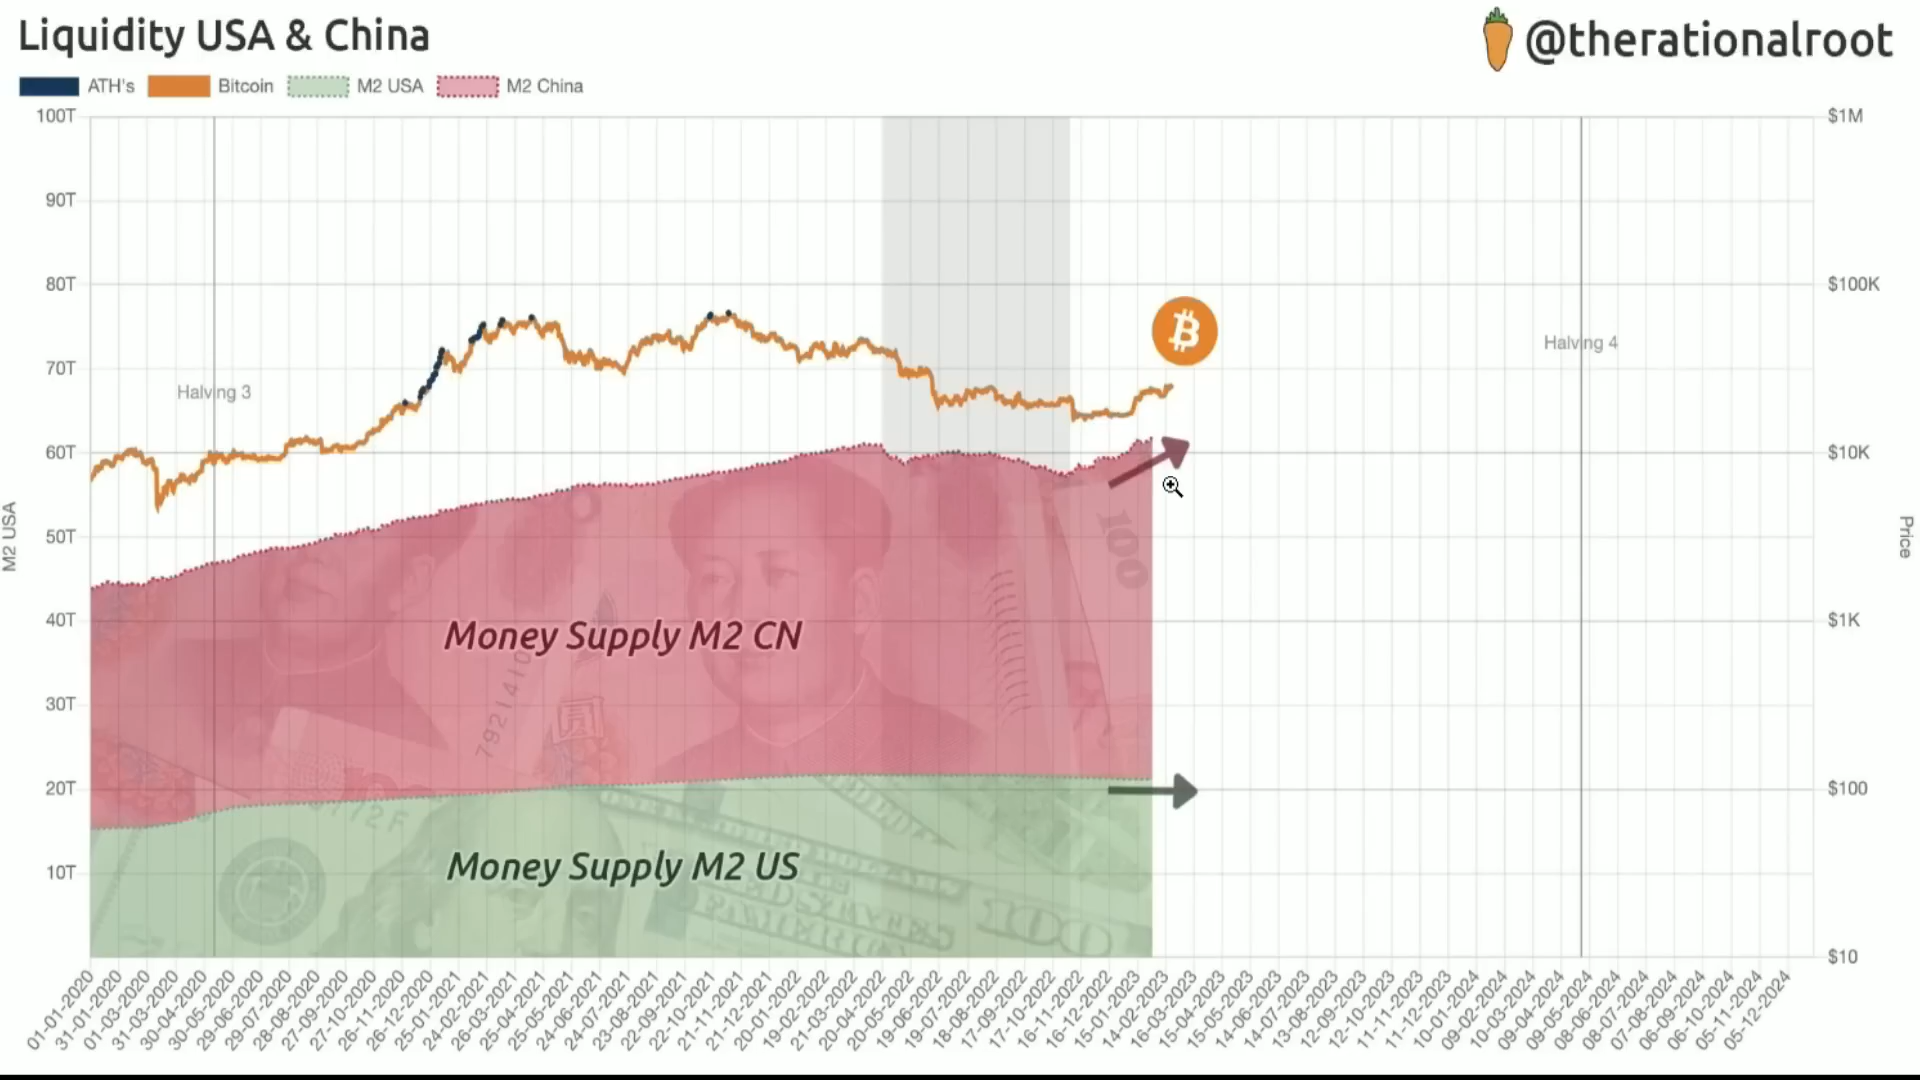 Liquidity USA & China
@therationalroot
ATH's Bitcoin M2 USA M2 China
100T
90T
80T
70T
60T
50T
40T
30T
20T
10T
M2 USA
$1M
$100K
$10K
$1K
$100
$10
Price
Halving 3
Halving 4
Money Supply M2 CN
Money Supply M2 US
100
7921410
圆
100
01-01-2020
31-01-2020
01-03-2020
31-03-2020
30-04-2020
30-05-2020
29-06-2020
29-07-2020
28-08-2020
27-09-2020
27-10-2020
26-11-2020
26-12-2020
25-01-2021
24-02-2021
26-03-2021
25-04-2021
25-05-2021
24-06-2021
24-07-2021
23-08-2021
22-09-2021
22-10-2021
21-11-2021
21-12-2021
20-01-2022
19-02-2022
21-03-2022
20-04-2022
20-05-2022
19-06-2022
19-07-2022
18-08-2022
17-09-2022
17-10-2022
16-11-2022
16-12-2022
15-01-2023
14-02-2023
16-03-2023
15-04-2023
15-05-2023
14-06-2023
14-07-2023
13-08-2023
12-09-2023
12-10-2023
11-11-2023
11-12-2023
10-01-2024
09-02-2024
10-03-2024
09-04-2024
09-05-2024
08-06-2024
08-07-2024
07-08-2024
06-09-2024
06-10-2024
05-11-2024
05-12-2024